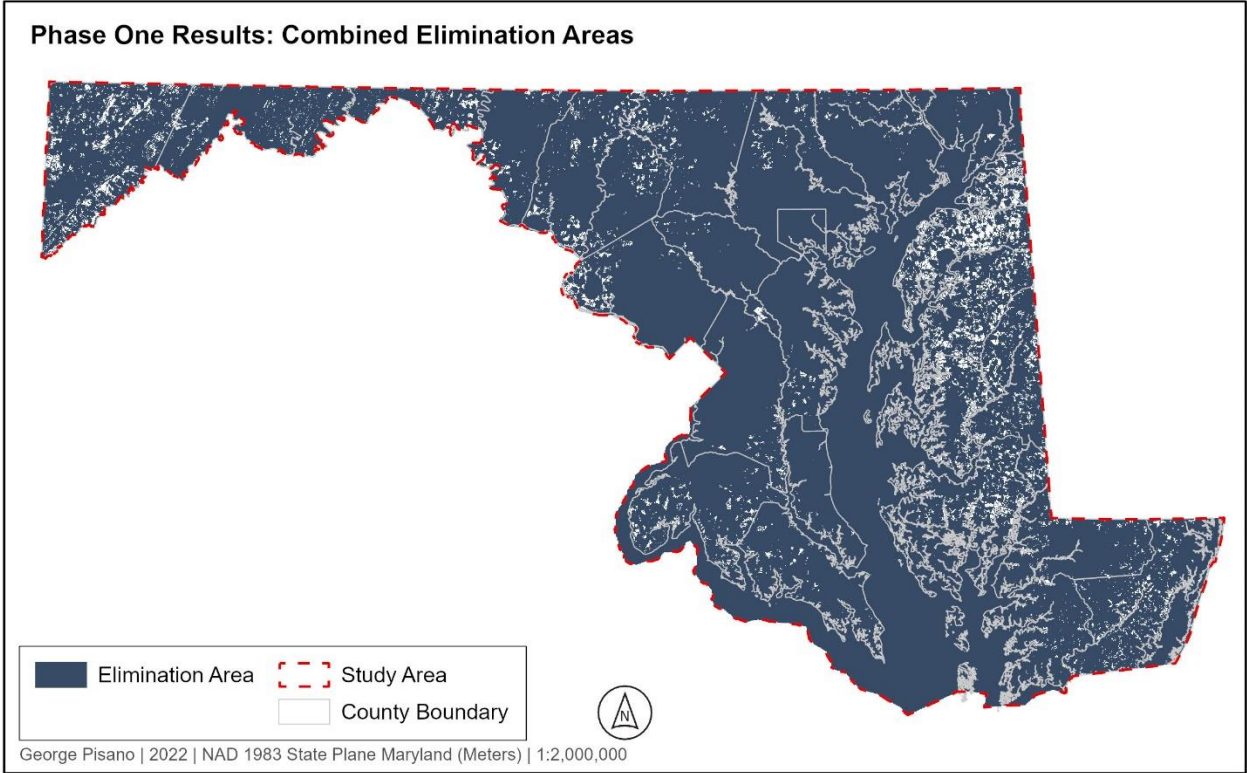 Phase One Results: Combined Elimination Areas
Elimination Area
Study Area
County Boundary
N
George Pisano | 2022 | NAD 1983 State Plane Maryland (Meters) | 1:2,000,000